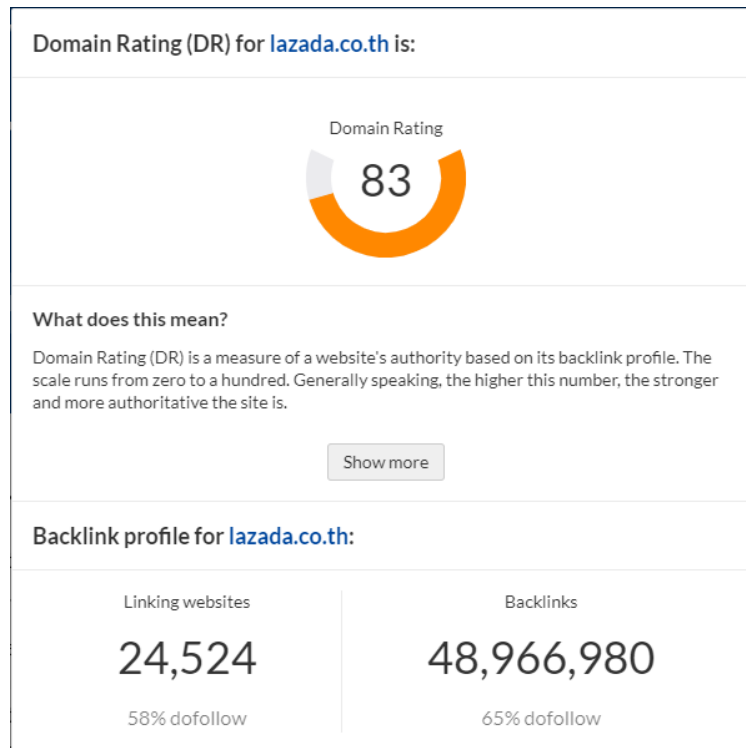 Domain Rating (DR) for lazada.co.th is:
Domain Rating
83
What does this mean?
Domain Rating (DR) is a measure of a website's authority based on its backlink profile. The
scale runs from zero to a hundred. Generally speaking, the higher this number, the stronger
and more authoritative the site is.
Show more
Backlink profile for lazada.co.th:
Linking websites
24,524
58% dofollow
Backlinks
48,966,980
65% dofollow